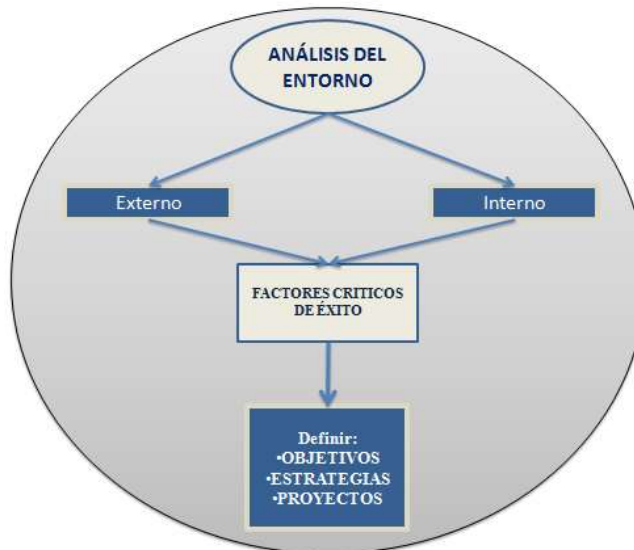 ANÁLISIS DEL
ENTORNO
Externo
Interno
FACTORES CRITICOS
DE ÉXITO
Definir:
•OBJETIVOS
•ESTRATEGIAS
•PROYECTOS